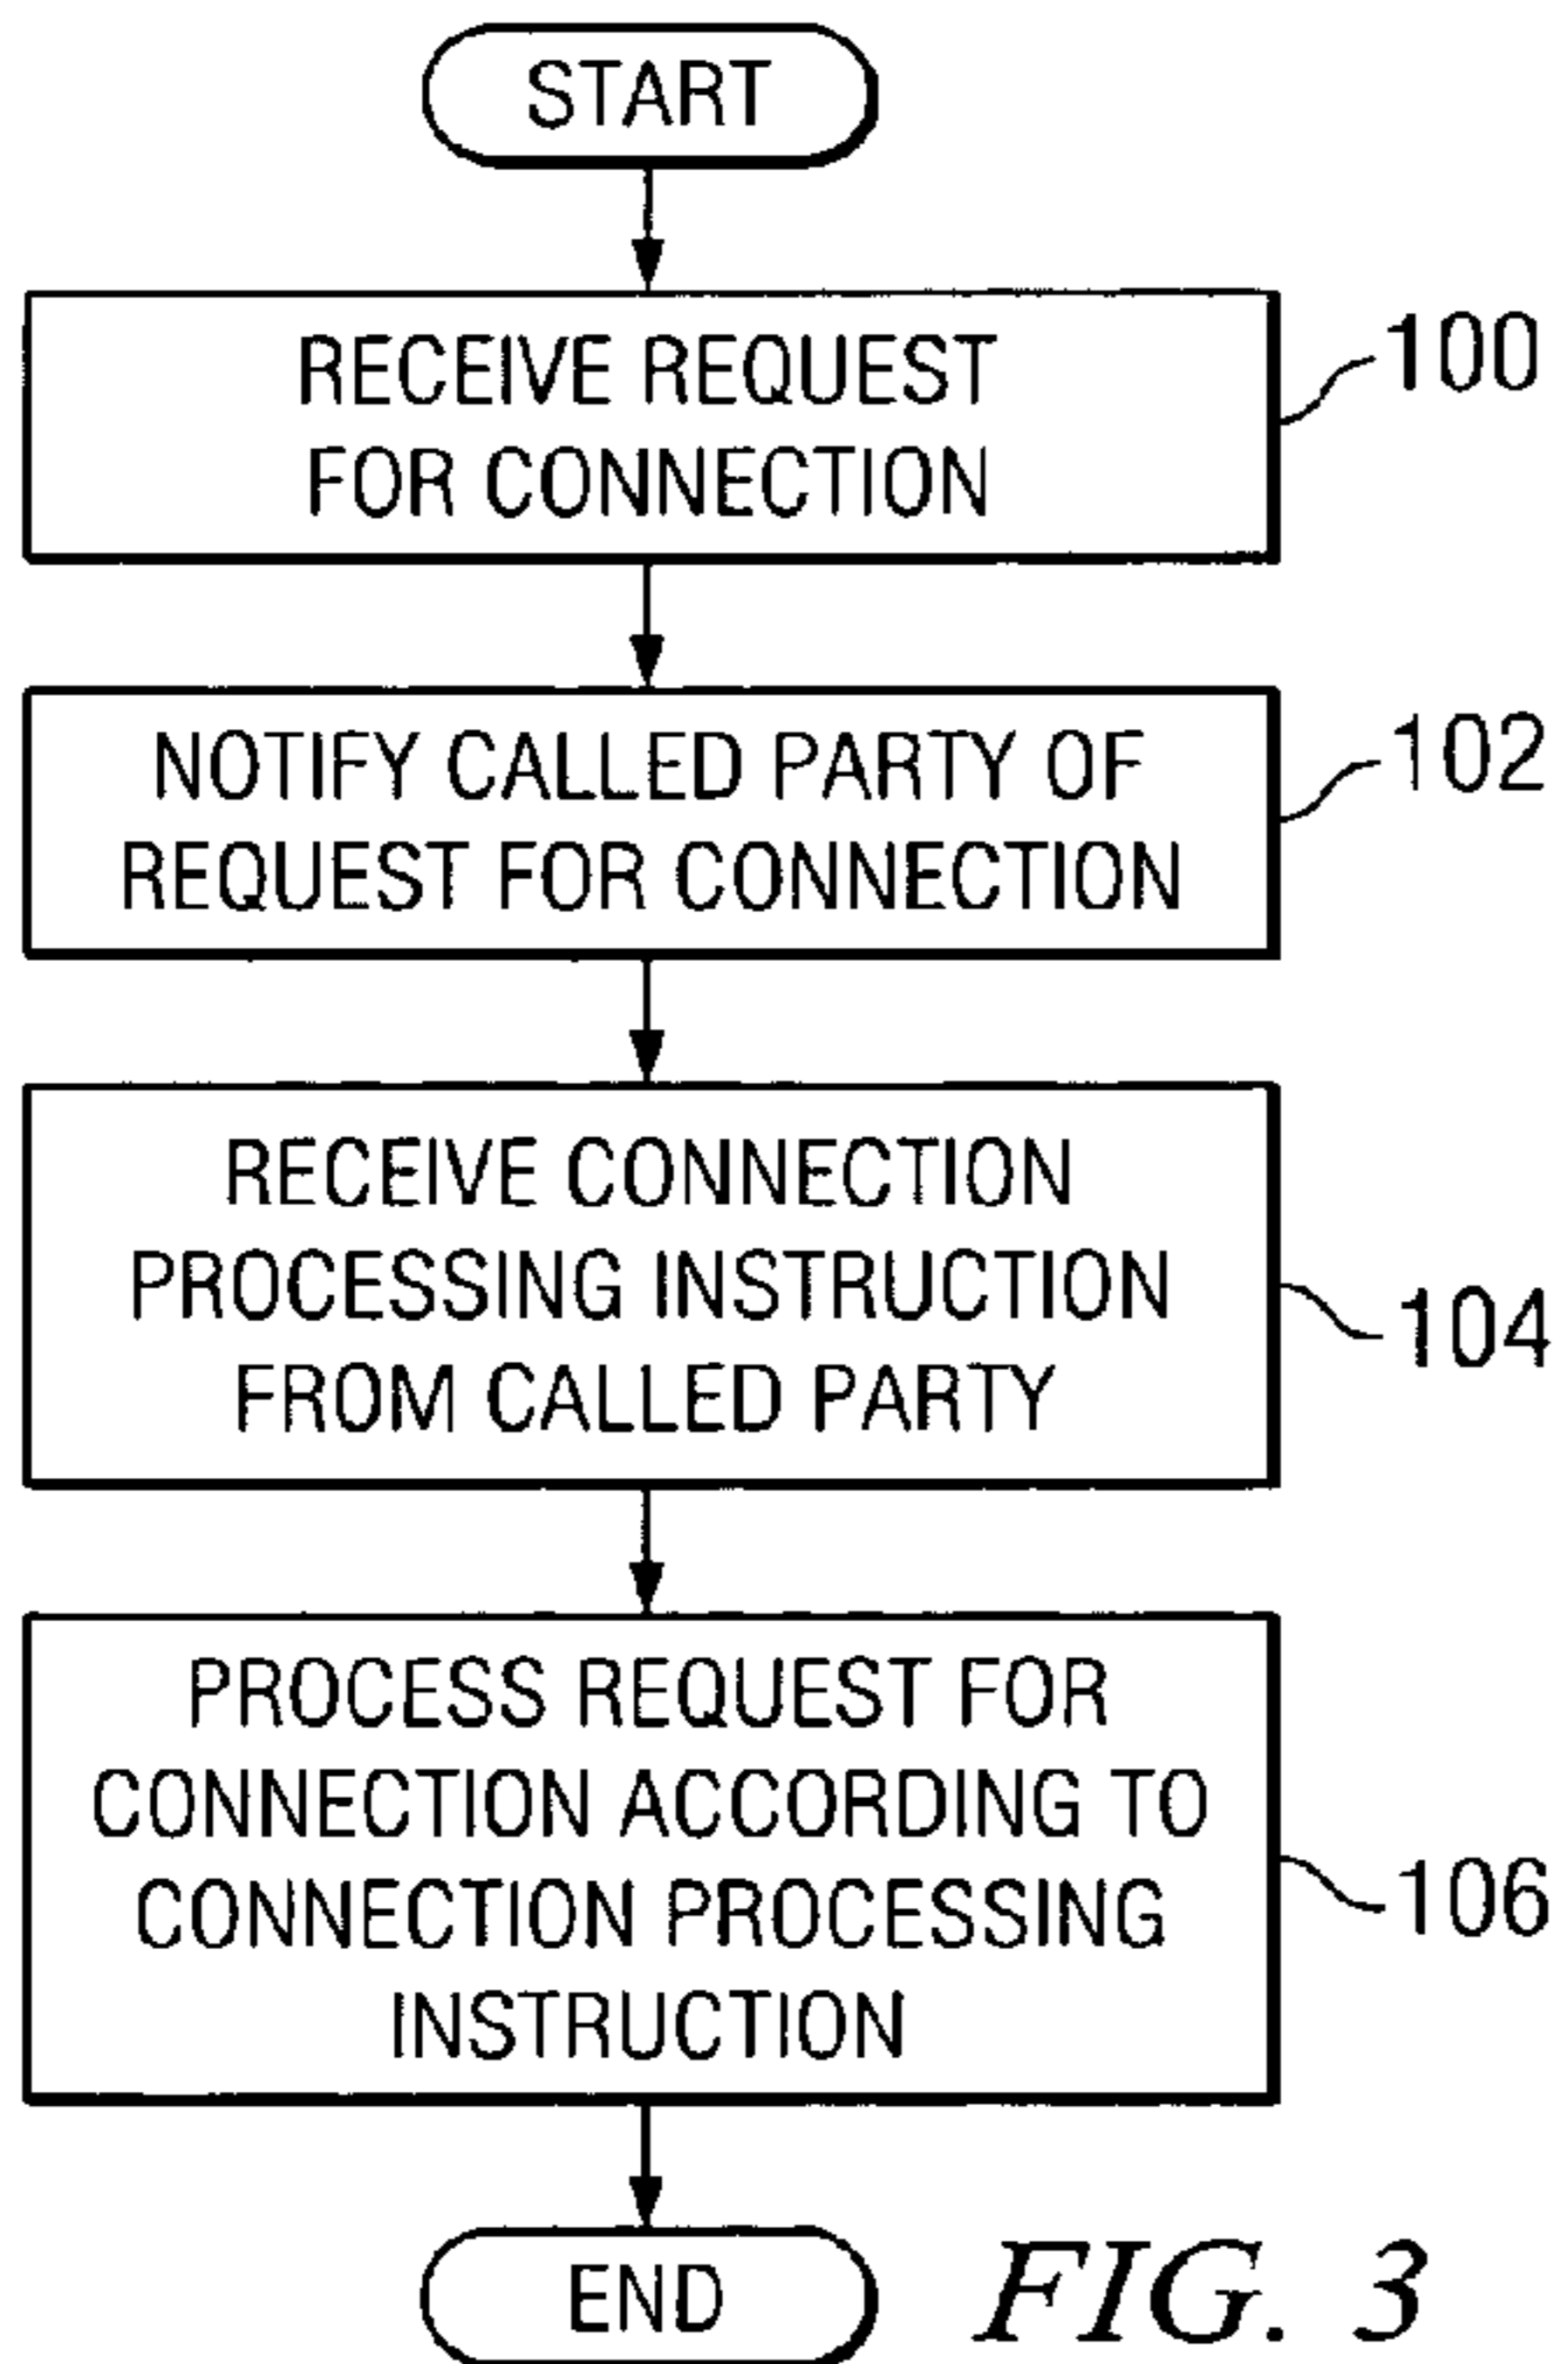 START
RECEIVE REQUEST
FOR CONNECTION
100
NOTIFY CALLED PARTY OF
REQUEST FOR CONNECTION
102
RECEIVE CONNECTION
PROCESSING INSTRUCTION
FROM CALLED PARTY
104
PROCESS REQUEST FOR
CONNECTION ACCORDING TO
CONNECTION PROCESSING
INSTRUCTION
106
END
FIG. 3